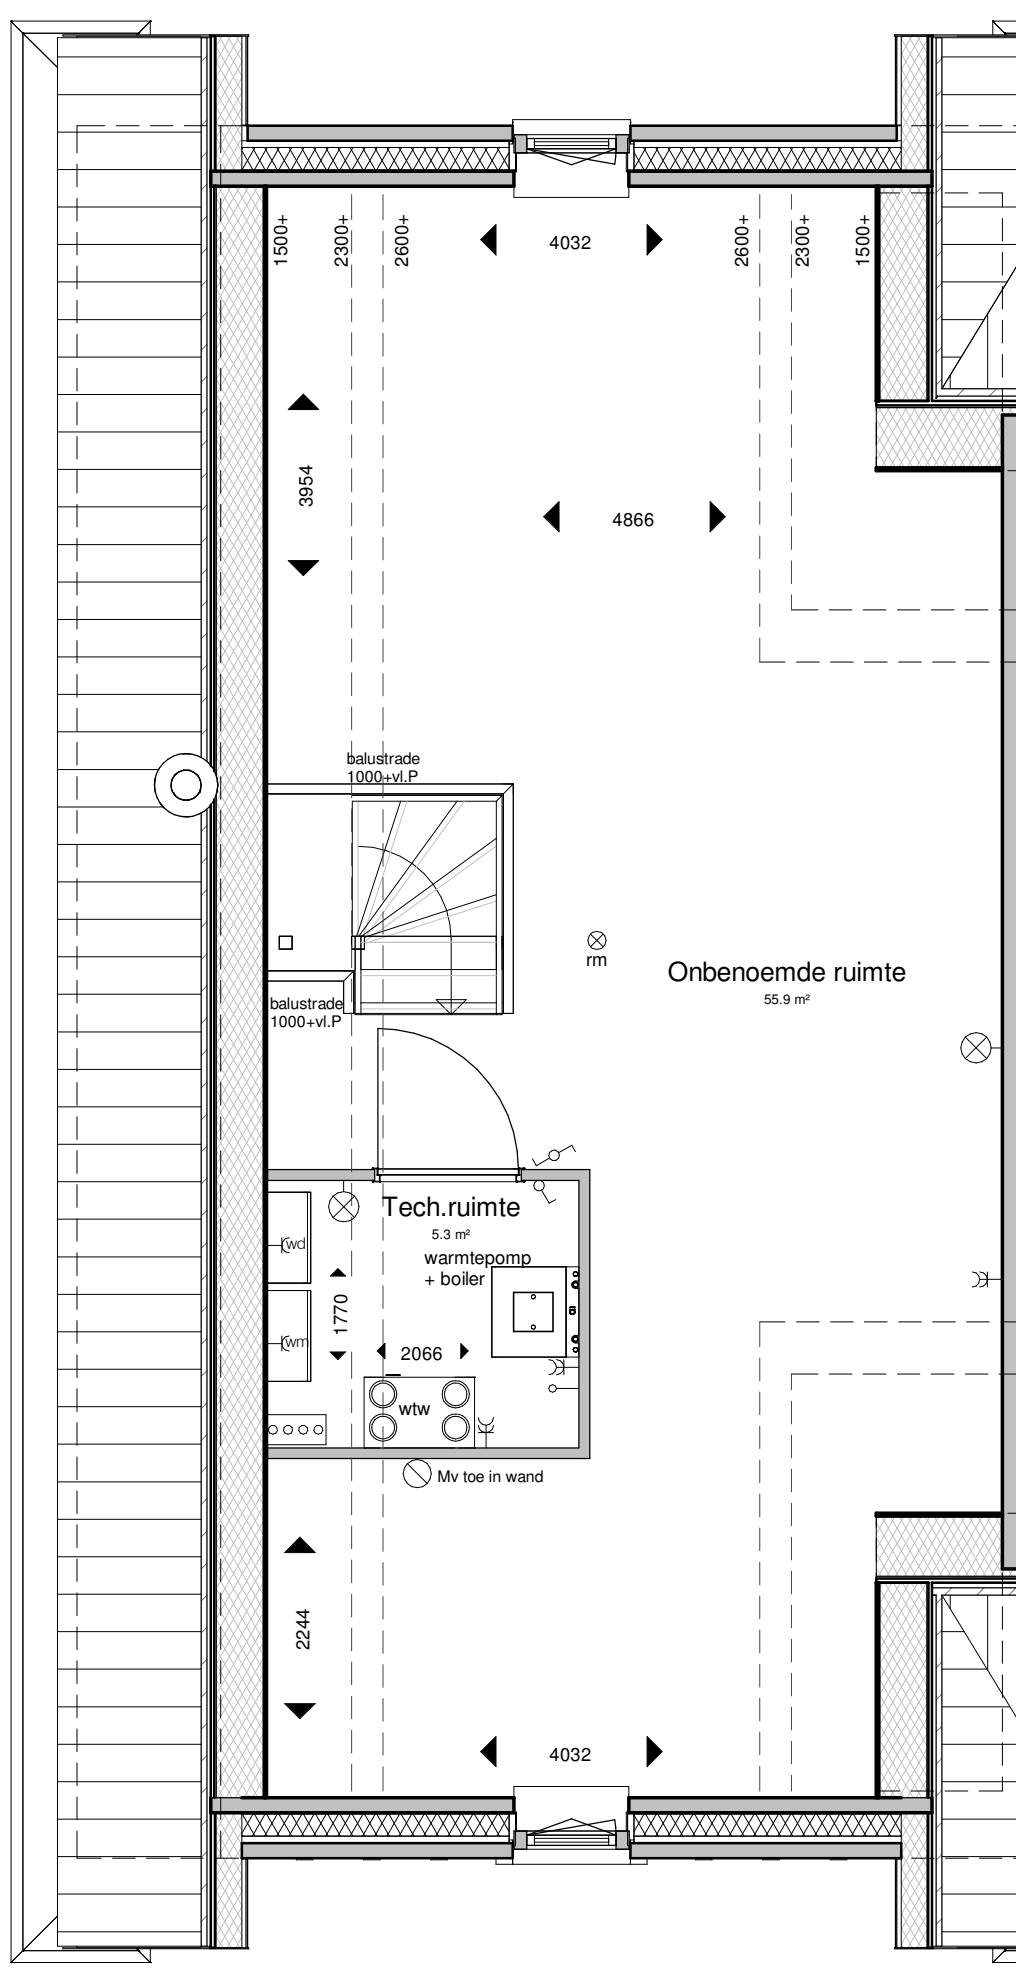 1500+
2300+
2600+
4032
2600+
2300+
1500+
3954
4866
balustrade
1000+vl.P
rm
Onbenoemde ruimte
55.9 m²
balustrade
1000+vl.P
Tech.ruimte
5.3 m²
warmtepomp
+ boiler
wd
1770
wm
2066
wtw
Mv toe in wand
2244
4032